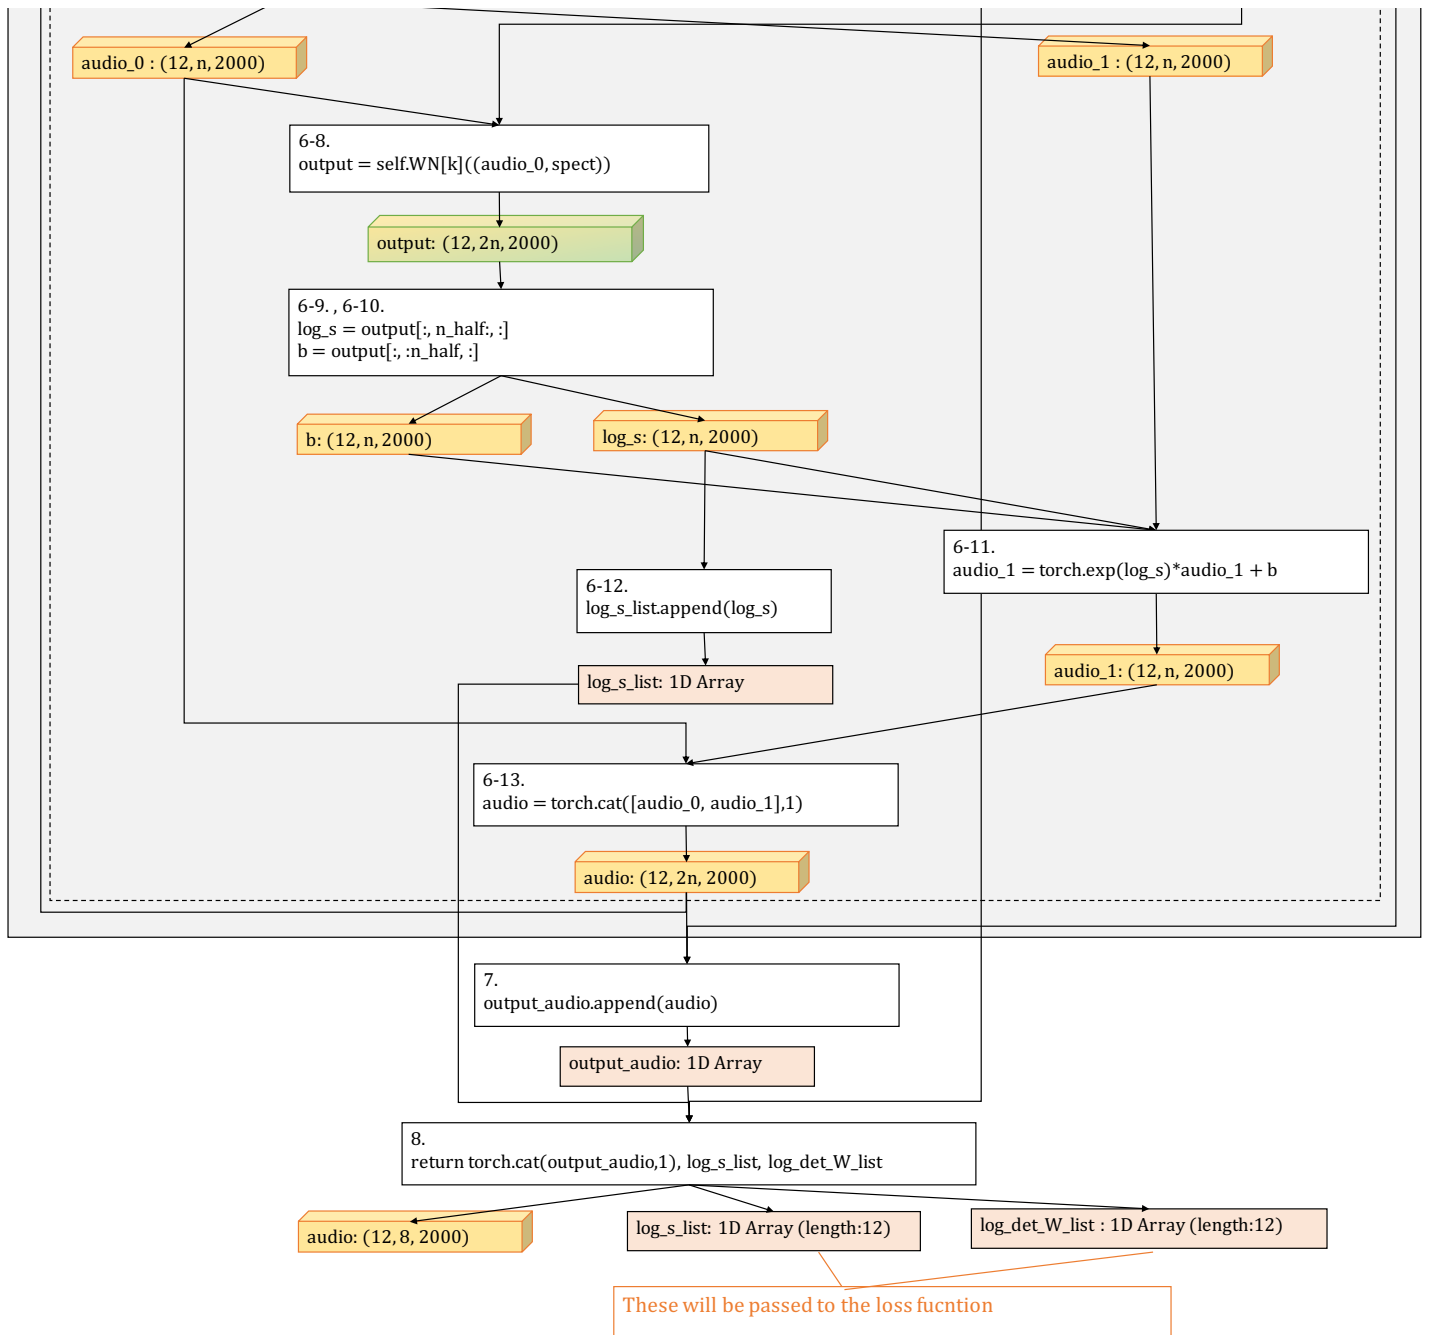 audio_0 : (12, n, 2000)
audio_1 : (12, n, 2000)
6-8.
output = self.WN[k]((audio_0, spect))
output: (12, 2n, 2000)
6-9. , 6-10.
log_s = output[:, n_half:, :]
b = output[:, :n_half, :]
b: (12, n, 2000)
log_s: (12, n, 2000)
6-11.
audio_1 = torch.exp(log_s)*audio_1 + b
6-12.
log_s_list.append(log_s)
audio_1: (12, n, 2000)
log_s_list: 1D Array
6-13.
audio = torch.cat([audio_0, audio_1],1)
audio: (12, 2n, 2000)
7.
output_audio.append(audio)
output_audio: 1D Array
8.
return torch.cat(output_audio,1), log_s_list, log_det_W_list
audio: (12, 8, 2000)
log_s_list: 1D Array (length:12)
log_det_W_list : 1D Array (length:12)
These will be passed to the loss fucntion